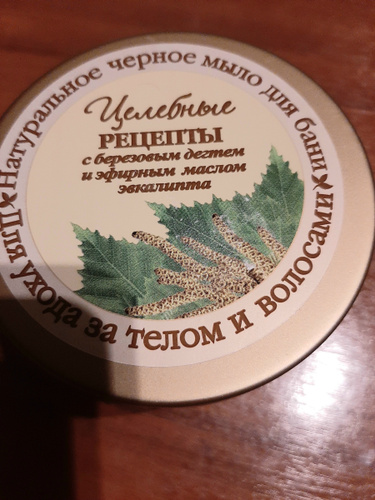 Натуральное черное мыло для бани
Целебные
РЕЦЕПТЫ
с березовым дегтем
и эфирным маслом
эвкалипта
Для ухода за телом и волосами